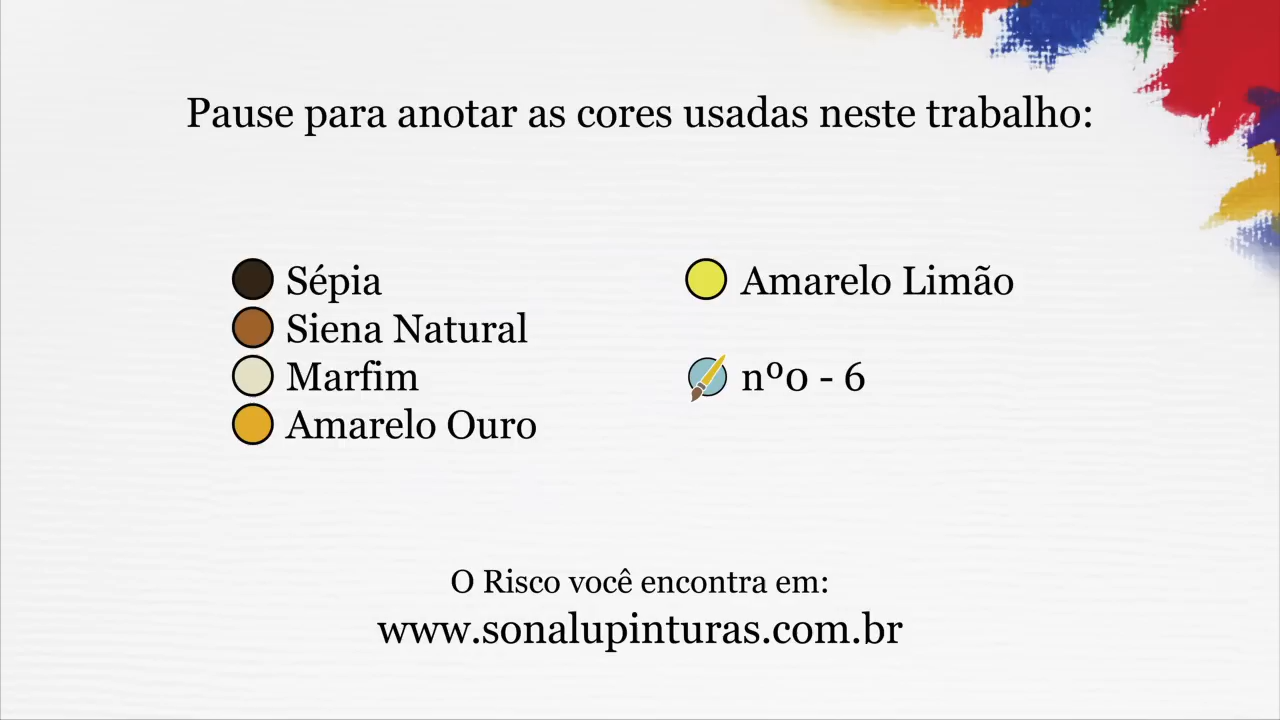 Pause para anotar as cores usadas neste trabalho:
Sépia
Siena Natural
Marfim
Amarelo Ouro
Amarelo Limão
nº0 - 6
O Risco você encontra em:
www.sonalupinturas.com.br